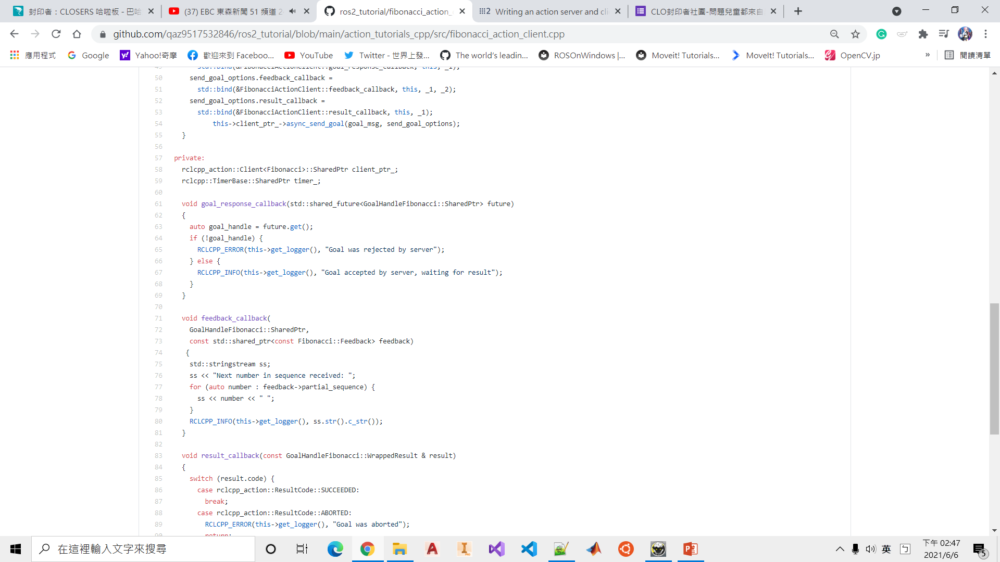 封印者：CLOSERS 哈啦板 - 巴哈
(37) EBC 東森新聞 51 頻道 2
ros2_tutorial/fibonacci_action_
Writing an action server and cli
CLO封印者社團-問題兒童都來自
github.com/qaz9517532846/ros2_tutorial/blob/main/action_tutorials_cpp/src/fibonacci_action_client.cpp
應用程式
Google
Yahoo!奇摩
歡迎來到 Faceboo...
YouTube
Twitter - 世界上發...
The world's leadin...
ROSOnWindows |...
Moveit! Tutorials...
MoveIt! Tutorials...
OpenCV.jp
»
閱讀清單
49 std::bind(&FibonacciActionClient::goal_response_callback, this, _1);
50 send_goal_options.feedback_callback =
51 std::bind(&FibonacciActionClient::feedback_callback, this, _1, _2);
52 send_goal_options.result_callback =
53 std::bind(&FibonacciActionClient::result_callback, this, _1);
54 this->client_ptr_->async_send_goal(goal_msg, send_goal_options);
55 }
56
57 private:
58 rclcpp_action::Client<Fibonacci>::SharedPtr client_ptr_;
59 rclcpp::TimerBase::SharedPtr timer_;
60
61 void goal_response_callback(std::shared_future<GoalHandleFibonacci::SharedPtr> future)
62 {
63 auto goal_handle = future.get();
64 if (!goal_handle) {
65 RCLCPP_ERROR(this->get_logger(), "Goal was rejected by server");
66 } else {
67 RCLCPP_INFO(this->get_logger(), "Goal accepted by server, waiting for result");
68 }
69 }
70
71 void feedback_callback(
72 GoalHandleFibonacci::SharedPtr,
73 const std::shared_ptr<const Fibonacci::Feedback> feedback)
74 {
75 std::stringstream ss;
76 ss << "Next number in sequence received: ";
77 for (auto number : feedback->partial_sequence) {
78 ss << number << " ";
79 }
80 RCLCPP_INFO(this->get_logger(), ss.str().c_str());
81 }
82
83 void result_callback(const GoalHandleFibonacci::WrappedResult & result)
84 {
85 switch (result.code) {
86 case rclcpp_action::ResultCode::SUCCEEDED:
87 break;
88 case rclcpp_action::ResultCode::ABORTED:
89 RCLCPP_ERROR(this->get_logger(), "Goal was aborted");
90 return;
在這裡輸入文字來搜尋
英
下午 02:47
2021/6/6
5